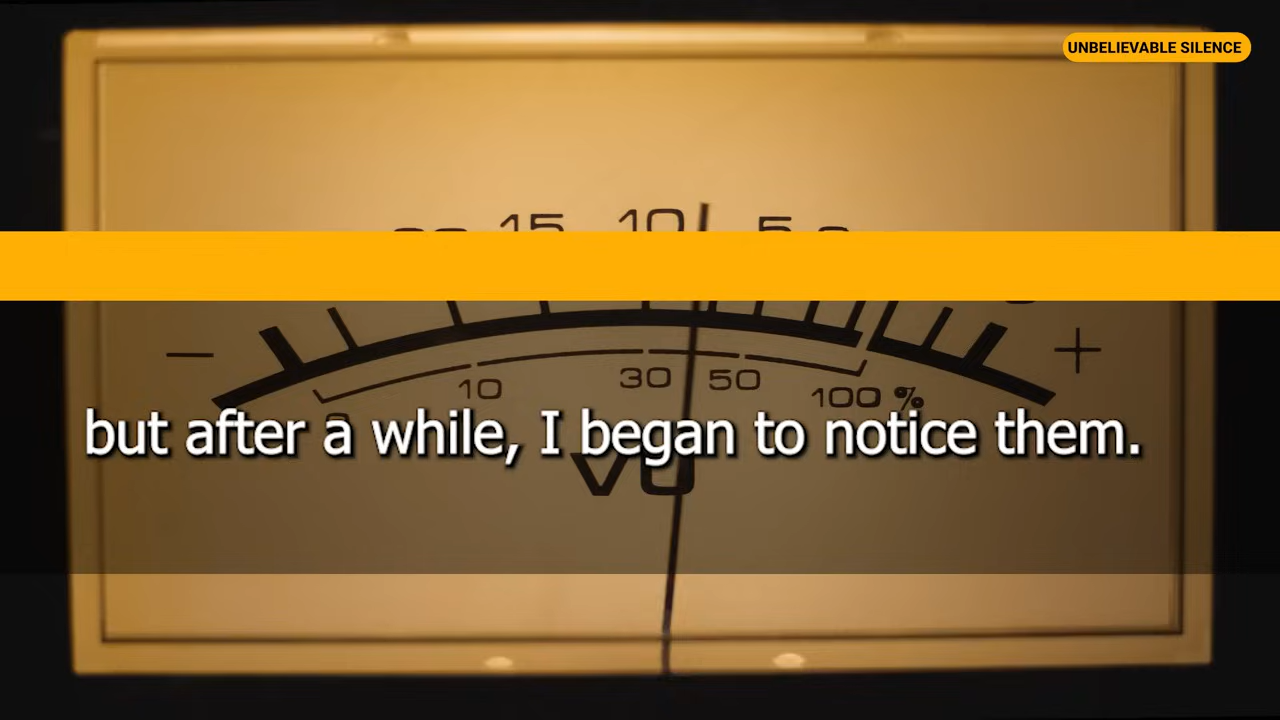 UNBELIEVABLE SILENCE
15 10 5
− +
10 30 50 100 %
but after a while, I began to notice them.
VU